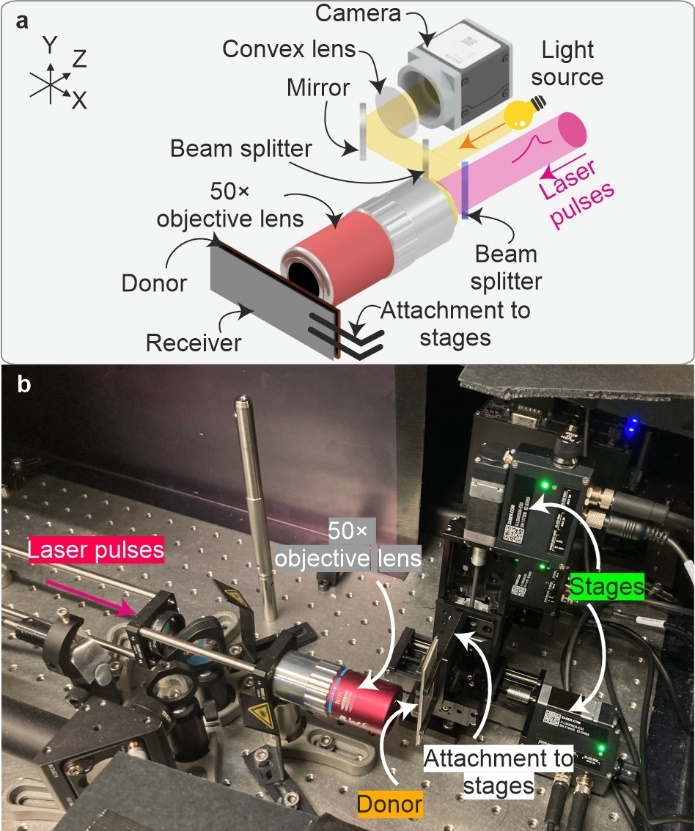 a
Camera
Convex lens
Mirror
Light
source
Y
Z
X
Beam splitter
Laser
pulses
50×
objective lens
Beam
splitter
Donor
Attachment to
stages
Receiver
b
Laser pulses
50×
objective lens
Stages
Attachment to
stages
Donor